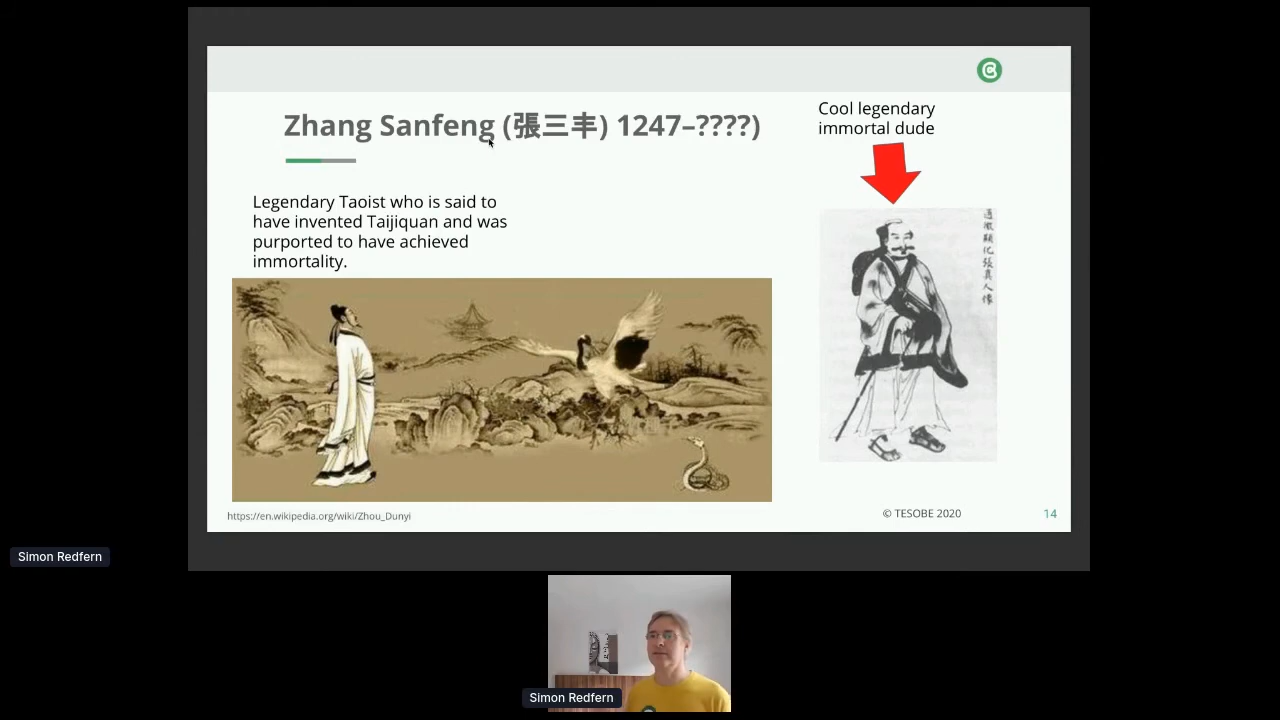 Zhang Sanfeng (張三丰) 1247–????)
Cool legendary
immortal dude
Legendary Taoist who is said to
have invented Taijiquan and was
purported to have achieved
immortality.
https://en.wikipedia.org/wiki/Zhou_Dunyi
© TESOBE 2020
14
Simon Redfern
Simon Redfern